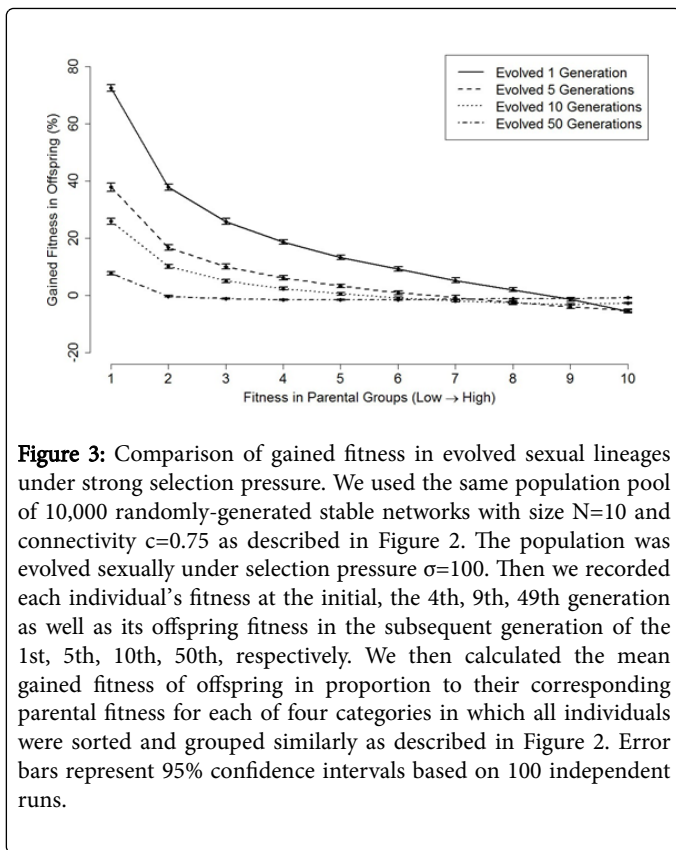 80
60
40
20
0
-20
Gained Fitness in Offspring (%)
Evolved 1 Generation
Evolved 5 Generations
Evolved 10 Generations
Evolved 50 Generations
1 2 3 4 5 6 7 8 9 10
Fitness in Parental Groups (Low → High)
Figure 3: Comparison of gained fitness in evolved sexual lineages
under strong selection pressure. We used the same population pool
of 10,000 randomly-generated stable networks with size N=10 and
connectivity c=0.75 as described in Figure 2. The population was
evolved sexually under selection pressure σ=100. Then we recorded
each individual's fitness at the initial, the 4th, 9th, 49th generation
as well as its offspring fitness in the subsequent generation of the
1st, 5th, 10th, 50th, respectively. We then calculated the mean
gained fitness of offspring in proportion to their corresponding
parental fitness for each of four categories in which all individuals
were sorted and grouped similarly as described in Figure 2. Error
bars represent 95% confidence intervals based on 100 independent
runs.